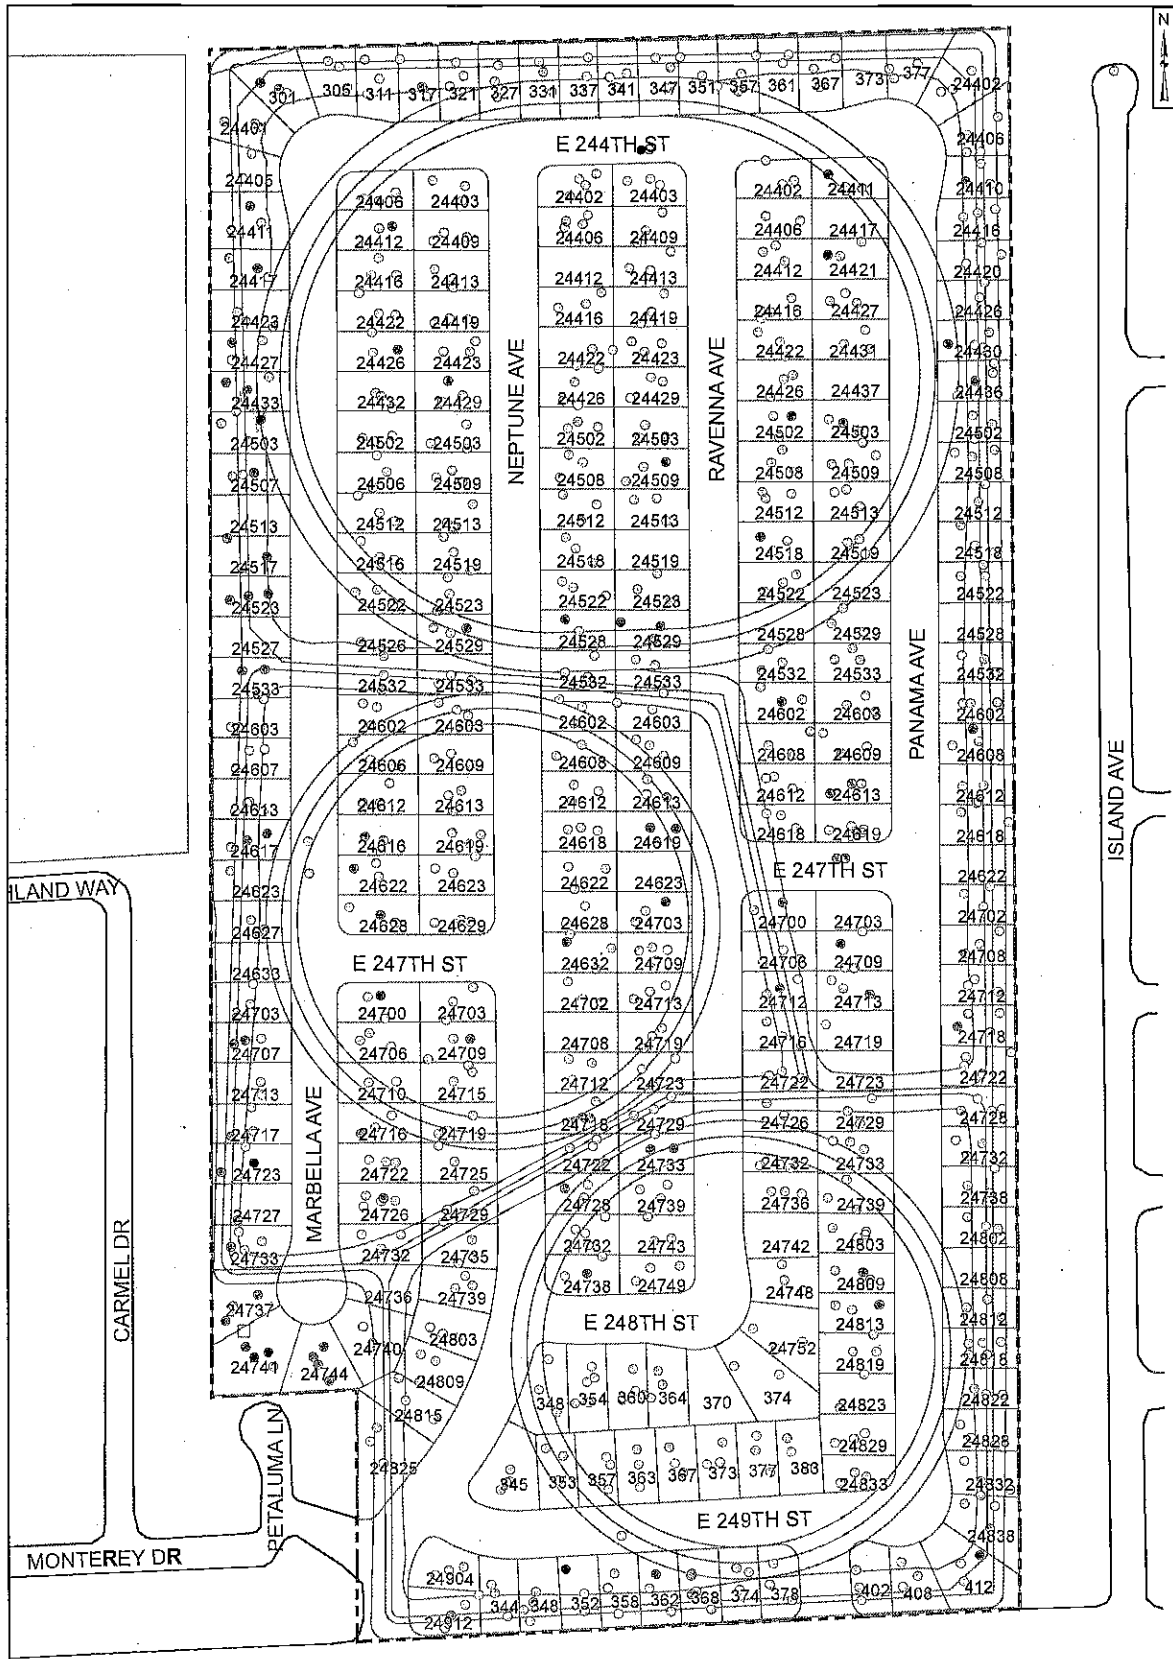 N
301 305 311 317 321 327 331 337 341 347 351 357 361 367 373 377 24402
24401 24406
E 244TH ST
24405 24406 24403 24402 24403 24402 24411 24410
24411 24412 24409 24406 24409 24406 24417 24416
24417 24416 24413 24412 24413 24412 24421 24420
24423 24422 24419 24416 24419 24416 24427 24426
24427 24426 24423 24422 24423 24422 24431 24430
24433 24432 24429 24426 24429 24426 24437 24436
NEPTUNE AVE
RAVENNA AVE
24503 24502 24503 24502 24503 24502 24503 24502
24507 24506 24509 24508 24509 24508 24509 24508
24513 24512 24513 24512 24513 24512 24513 24512
24517 24516 24519 24518 24519 24518 24519 24518
24523 24522 24523 24522 24523 24522 24523 24522
24527 24526 24529 24528 24529 24528 24529 24528
24533 24532 24533 24532 24533 24532 24533 24532
PANAMA AVE
24603 24602 24603 24602 24603 24602 24603 24602
24607 24606 24609 24608 24609 24608 24609 24608
24613 24612 24613 24612 24613 24612 24613 24612
24617 24616 24619 24618 24619 24618 24619 24618
ISLAND AVE
HLAND WAY
E 247TH ST
24623 24622 24623 24622 24623 24622
24627 24628 24629 24628 24703 24700 24703 24702
24633 E 247TH ST 24632 24709 24706 24709 24708
24703 24700 24703 24702 24713 24712 24713 24712
24707 24706 24709 24708 24719 24716 24719 24718
24713 24710 24715 24712 24723 24722 24723 24722
24717 24716 24719 24718 24729 24726 24729 24728
MARBELLA AVE
24723 24722 24725 24722 24733 24732 24733 24732
24727 24726 24729 24728 24739 24736 24739 24738
24733 24732 24735 24732 24743 24742 24803 24802
CARMEL DR
24737 24736 24739 24738 24749 24748 24809 24808
E 248TH ST
24740 24803 24752 24813 24812
24741 24744 24809 24819 24818
348 354 360 364 370 374 24823 24822
24815
24825 24829 24828
345 353 357 363 367 373 377 383 24833 24832
PETALUMA LN
E 249TH ST
24838
MONTEREY DR
24904 344 348 352 358 362 368 374 378 402 408 412
24912